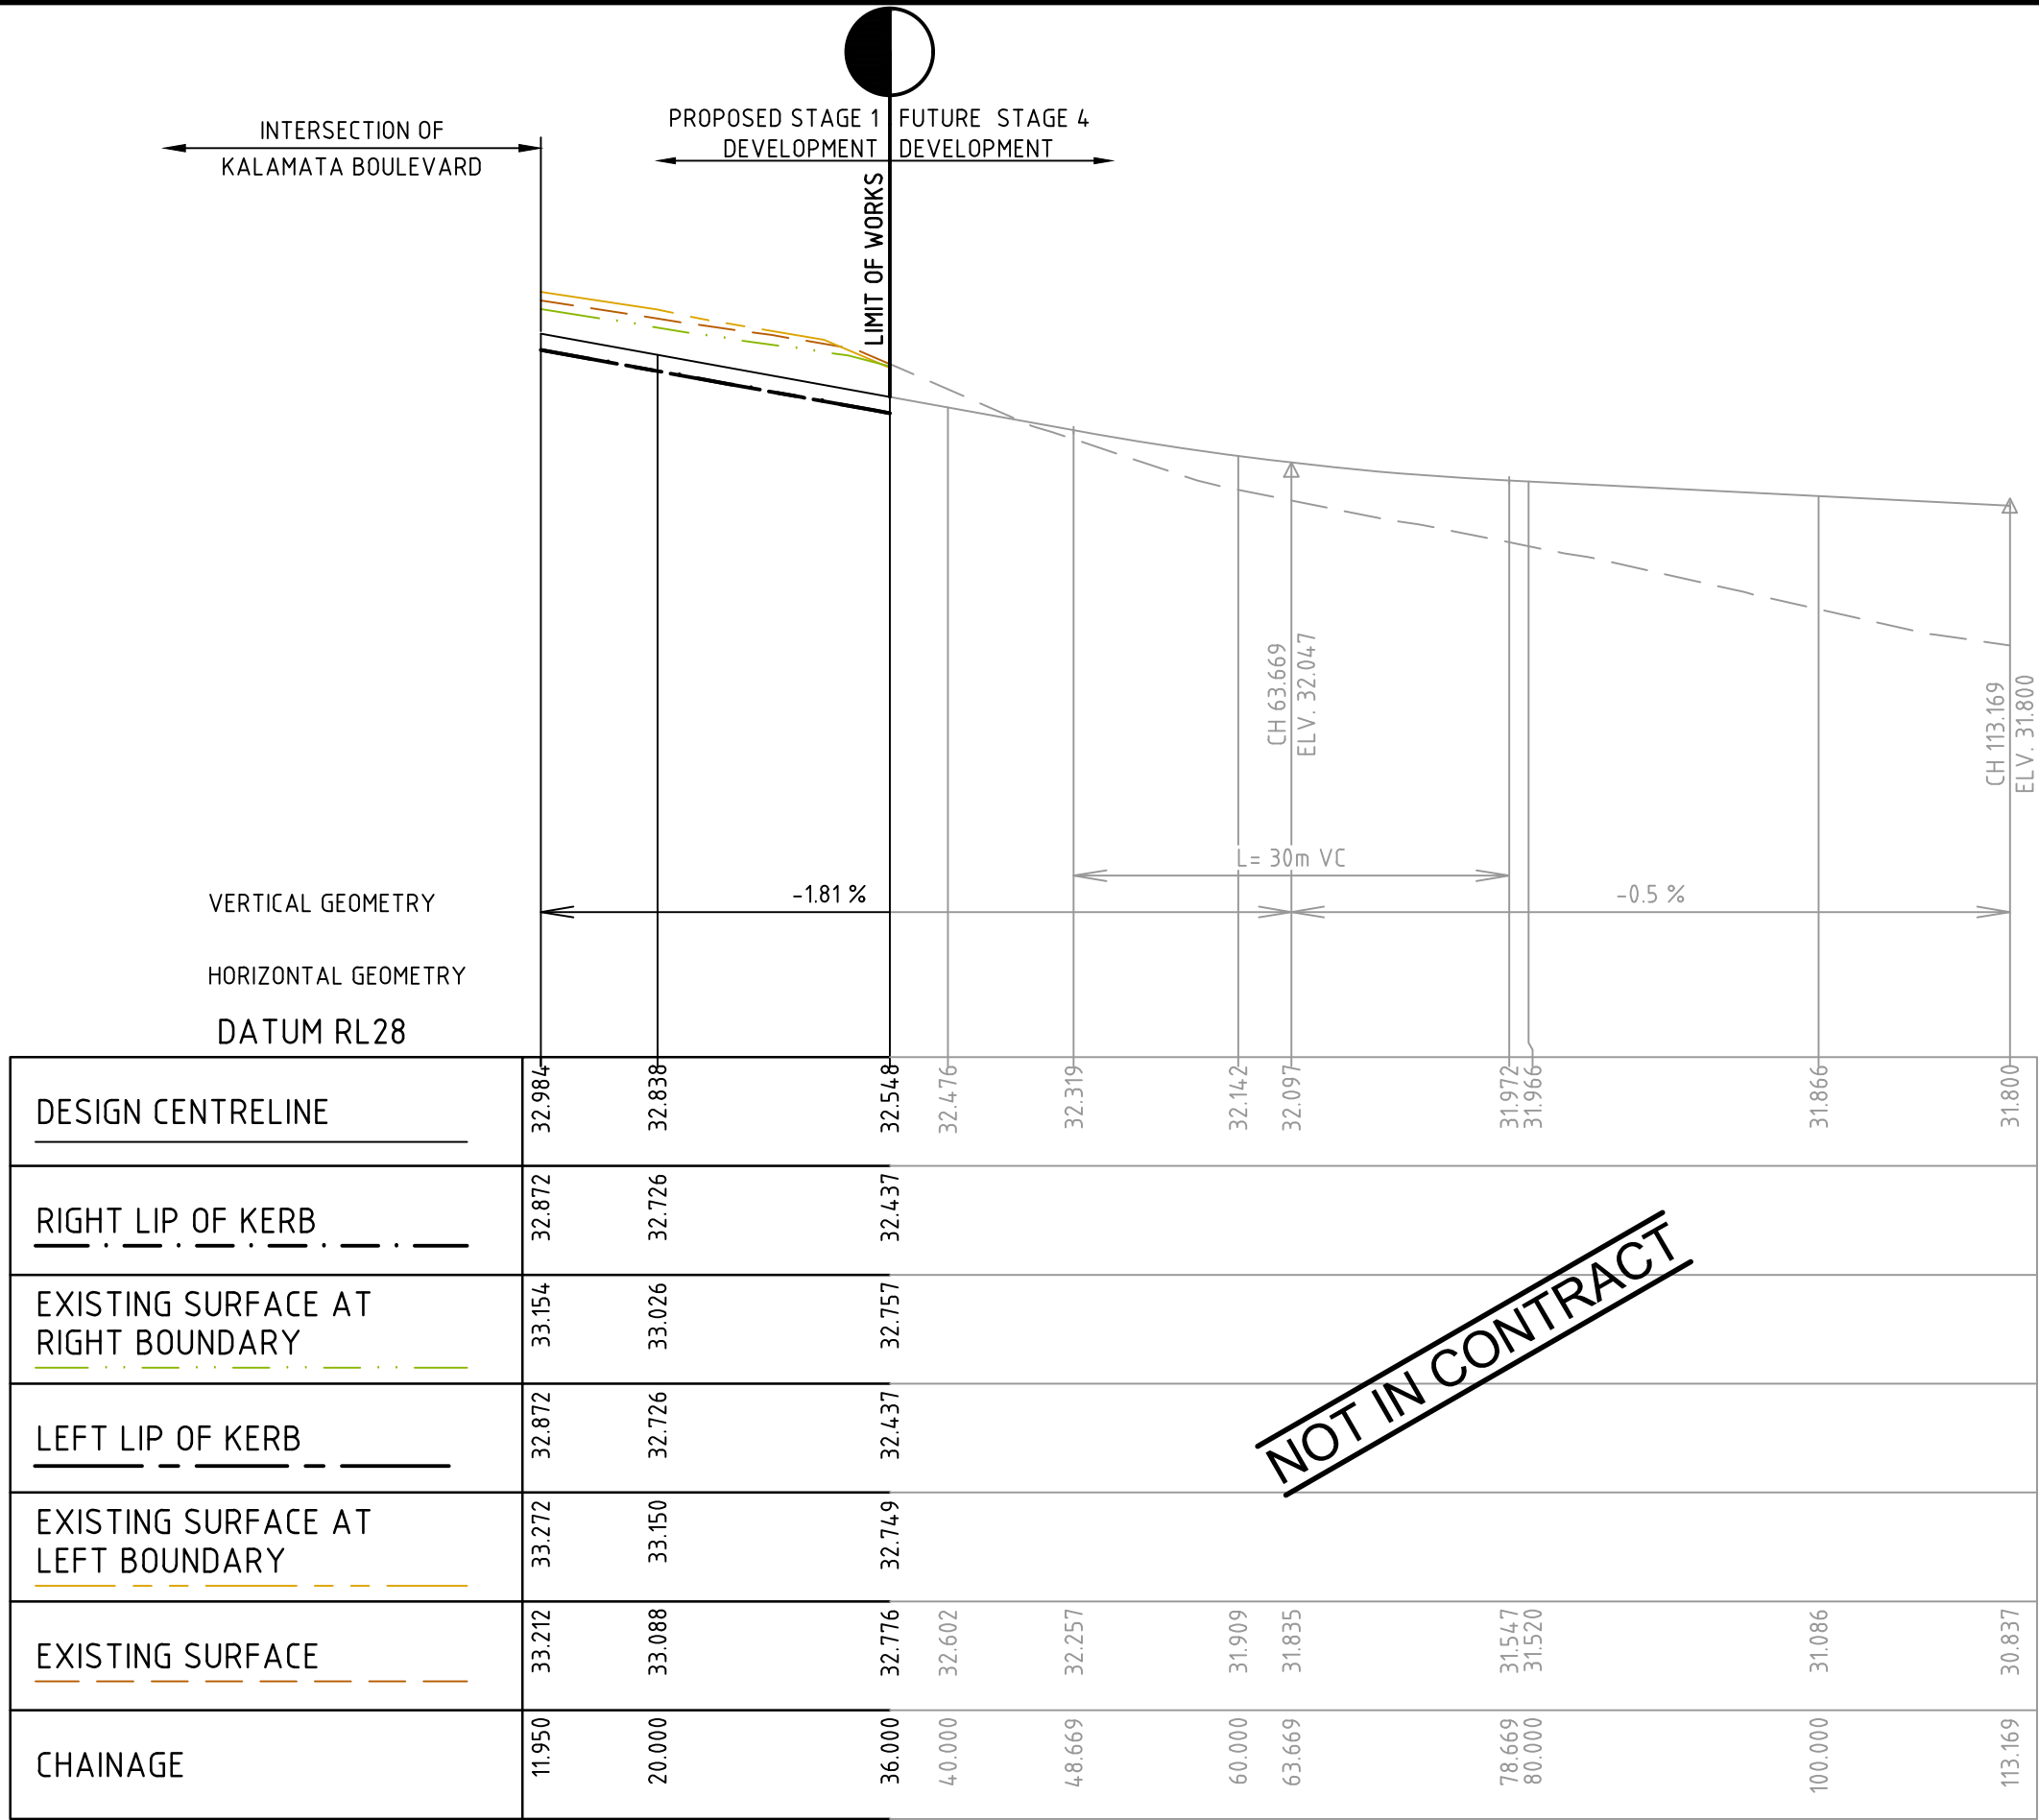 INTERSECTION OF
KALAMATA BOULEVARD
PROPOSED STAGE 1
DEVELOPMENT
FUTURE STAGE 4
DEVELOPMENT
LIMIT OF WORKS
CH 63.669
ELV. 32.047
CH 113.169
ELV. 31.800
L= 30m VC
VERTICAL GEOMETRY
-1.81 %
-0.5 %
HORIZONTAL GEOMETRY
DATUM RL28
DESIGN CENTRELINE 32.984 32.838 32.548 32.476 32.319 32.142 32.097 31.972 31.966 31.866 31.800
RIGHT LIP OF KERB 32.872 32.726 32.437
EXISTING SURFACE AT
RIGHT BOUNDARY
33.154 33.026 32.757
LEFT LIP OF KERB 32.872 32.726 32.437
EXISTING SURFACE AT
LEFT BOUNDARY
33.272 33.150 32.749
EXISTING SURFACE 33.212 33.088 32.776 32.602 32.257 31.909 31.835 31.547 31.520 31.086 30.837
CHAINAGE 11.950 20.000 36.000 40.000 48.669 60.000 63.669 78.669 80.000 100.000 113.169
NOT IN CONTRACT